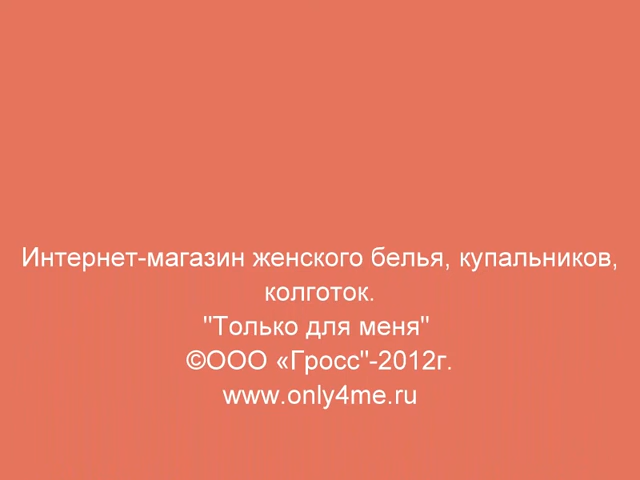 Интернет-магазин женского белья, купальников,
колготок.
"Только для меня"
©ООО «Гросс"-2012г.
www.only4me.ru